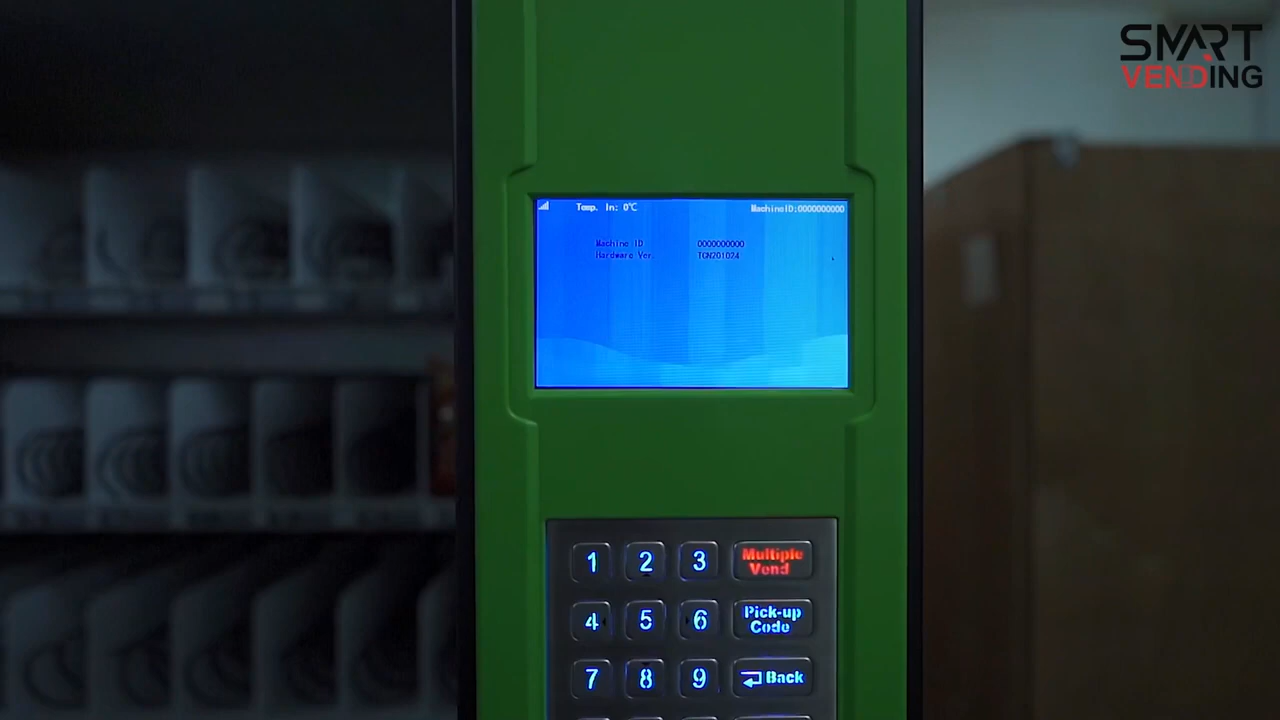 SMART
VENDING
Temp. In: 0℃
MachineID:0000000000
Machine ID 0000000000
Hardware Ver. TCN201024
1 2 3 Multiple Vend
4 5 6 Pick-up Code
7 8 9 Back